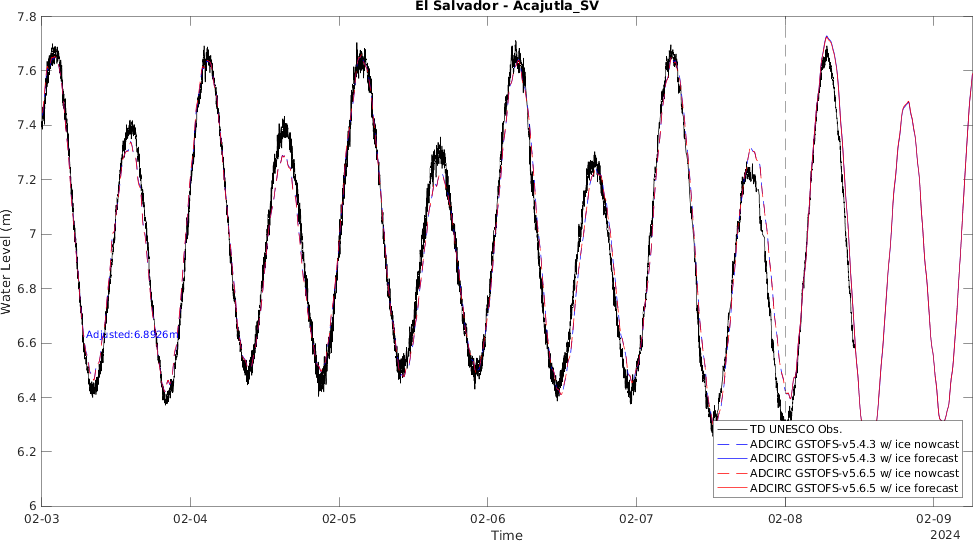 El Salvador - Acajutla_SV
7.8
7.6
7.4
7.2
7
6.8
6.6
6.4
6.2
6
Water Level (m)
Adjusted:6.8926m
TD UNESCO Obs.
ADCIRC GSTOFS-v5.4.3 w/ ice nowcast
ADCIRC GSTOFS-v5.4.3 w/ ice forecast
ADCIRC GSTOFS-v5.6.5 w/ ice nowcast
ADCIRC GSTOFS-v5.6.5 w/ ice forecast
02-03 02-04 02-05 02-06 02-07 02-08 02-09
Time 2024